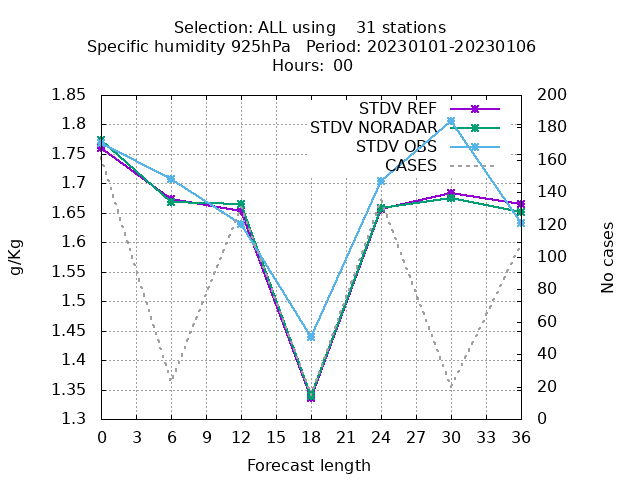 Selection: ALL using    31 stations
Specific humidity 925hPa   Period: 20230101-20230106
Hours:  00
1.85
1.8
1.75
1.7
1.65
1.6
1.55
1.5
1.45
1.4
1.35
1.3
g/Kg
STDV REF
STDV NORADAR
STDV OBS
CASES
200
180
160
140
120
100
80
60
40
20
0
No cases
0 3 6 9 12 15 18 21 24 27 30 33 36
Forecast length